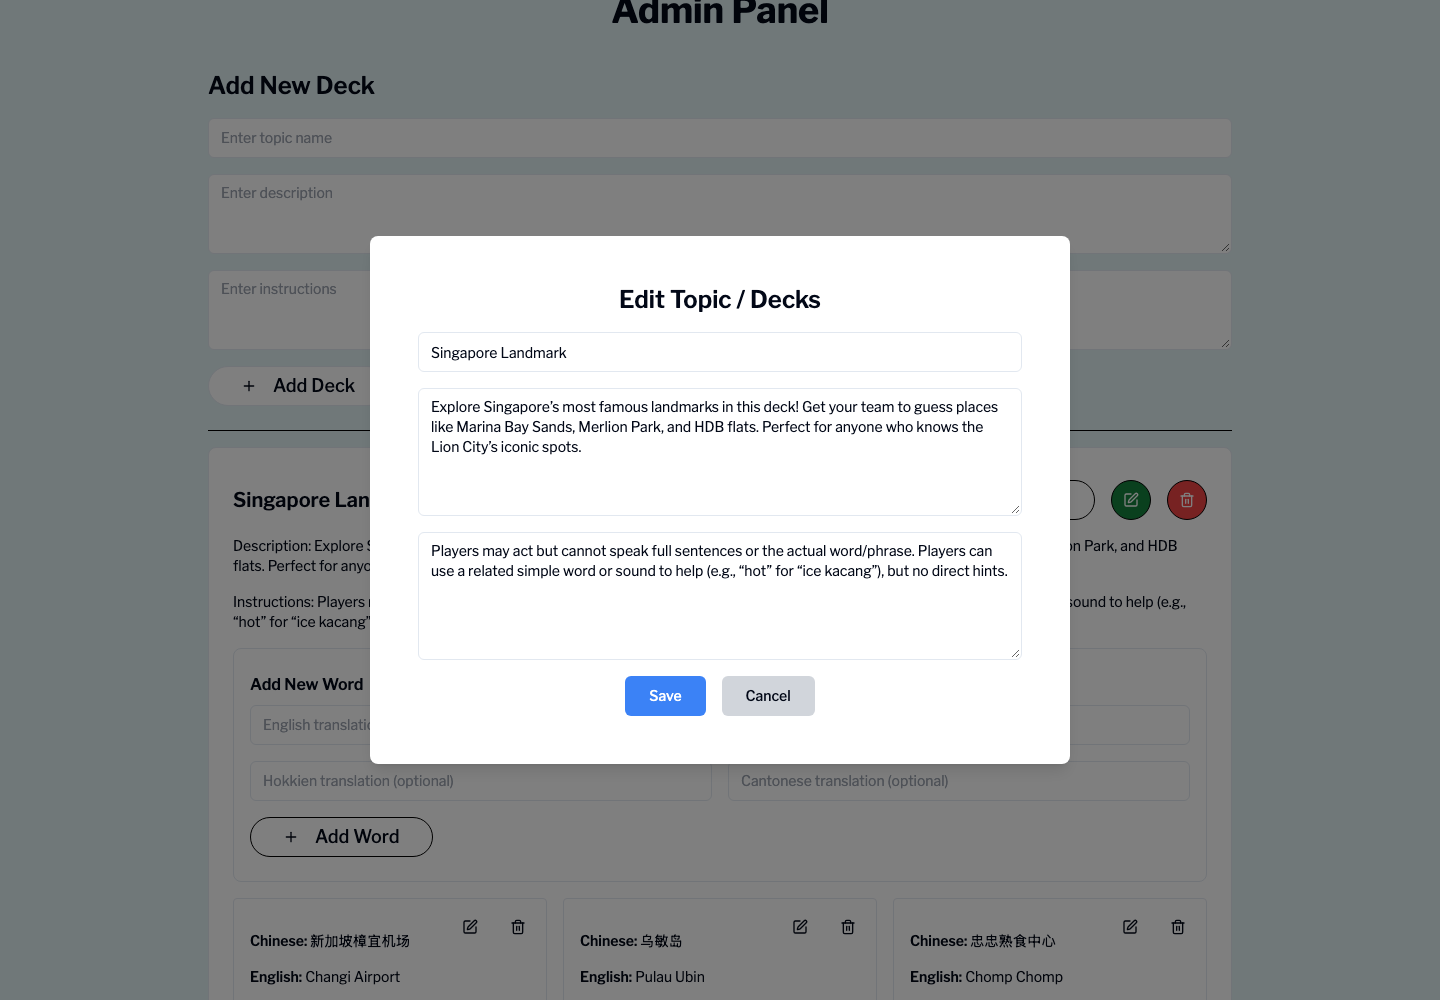 Admin Panel
Add New Deck
Enter topic name
Enter description
Enter instructions
+ Add Deck
Edit Topic / Decks
Singapore Landmark
Explore Singapore’s most famous landmarks in this deck! Get your team to guess places
like Marina Bay Sands, Merlion Park, and HDB flats. Perfect for anyone who knows the
Lion City’s iconic spots.
Players may act but cannot speak full sentences or the actual word/phrase. Players can
use a related simple word or sound to help (e.g., “hot” for “ice kacang”), but no direct hints.
Save Cancel
Singapore
Description: Explore Park, and HDB
flats. Perfect for
Instructions: Players sound to help (e.g.,
“hot” for “ice kacang”
Add New Word
English
Hokkien translation (optional) Cantonese translation (optional)
+ Add Word
Chinese: 新加坡樟宜机场
English: Changi Airport
Chinese: 乌敏岛
English: Pulau Ubin
Chinese: 忠忠熟食中心
English: Chomp Chomp